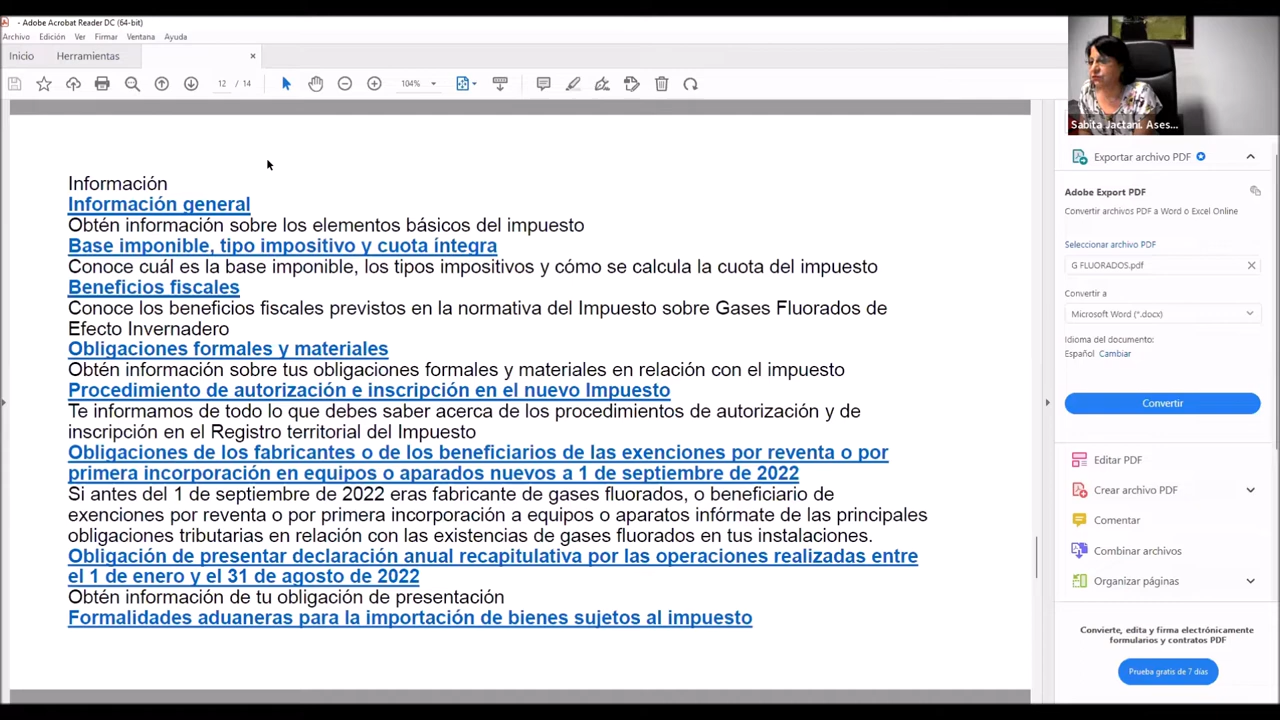 - Adobe Acrobat Reader DC (64-bit)
Archivo Edición Ver Firmar Ventana Ayuda
Inicio Herramientas
12 / 14
104%
Sabita Jactani. Ases...
Información
Información general
Obtén información sobre los elementos básicos del impuesto
Base imponible, tipo impositivo y cuota íntegra
Conoce cuál es la base imponible, los tipos impositivos y cómo se calcula la cuota del impuesto
Beneficios fiscales
Conoce los beneficios fiscales previstos en la normativa del Impuesto sobre Gases Fluorados de
Efecto Invernadero
Obligaciones formales y materiales
Obtén información sobre tus obligaciones formales y materiales en relación con el impuesto
Procedimiento de autorización e inscripción en el nuevo Impuesto
Te informamos de todo lo que debes saber acerca de los procedimientos de autorización y de
inscripción en el Registro territorial del Impuesto
Obligaciones de los fabricantes o de los beneficiarios de las exenciones por reventa o por
primera incorporación en equipos o aparados nuevos a 1 de septiembre de 2022
Si antes del 1 de septiembre de 2022 eras fabricante de gases fluorados, o beneficiario de
exenciones por reventa o por primera incorporación a equipos o aparatos infórmate de las principales
obligaciones tributarias en relación con las existencias de gases fluorados en tus instalaciones.
Obligación de presentar declaración anual recapitulativa por las operaciones realizadas entre
el 1 de enero y el 31 de agosto de 2022
Obtén información de tu obligación de presentación
Formalidades aduaneras para la importación de bienes sujetos al impuesto
Exportar archivo PDF
Adobe Export PDF
Convertir archivos PDF a Word o Excel Online
Seleccionar archivo PDF
G FLUORADOS.pdf
Convertir a
Microsoft Word (*.docx)
Idioma del documento:
Español Cambiar
Convertir
Editar PDF
Crear archivo PDF
Comentar
Combinar archivos
Organizar páginas
Convierte, edita y firma electrónicamente
formularios y contratos PDF
Prueba gratis de 7 días